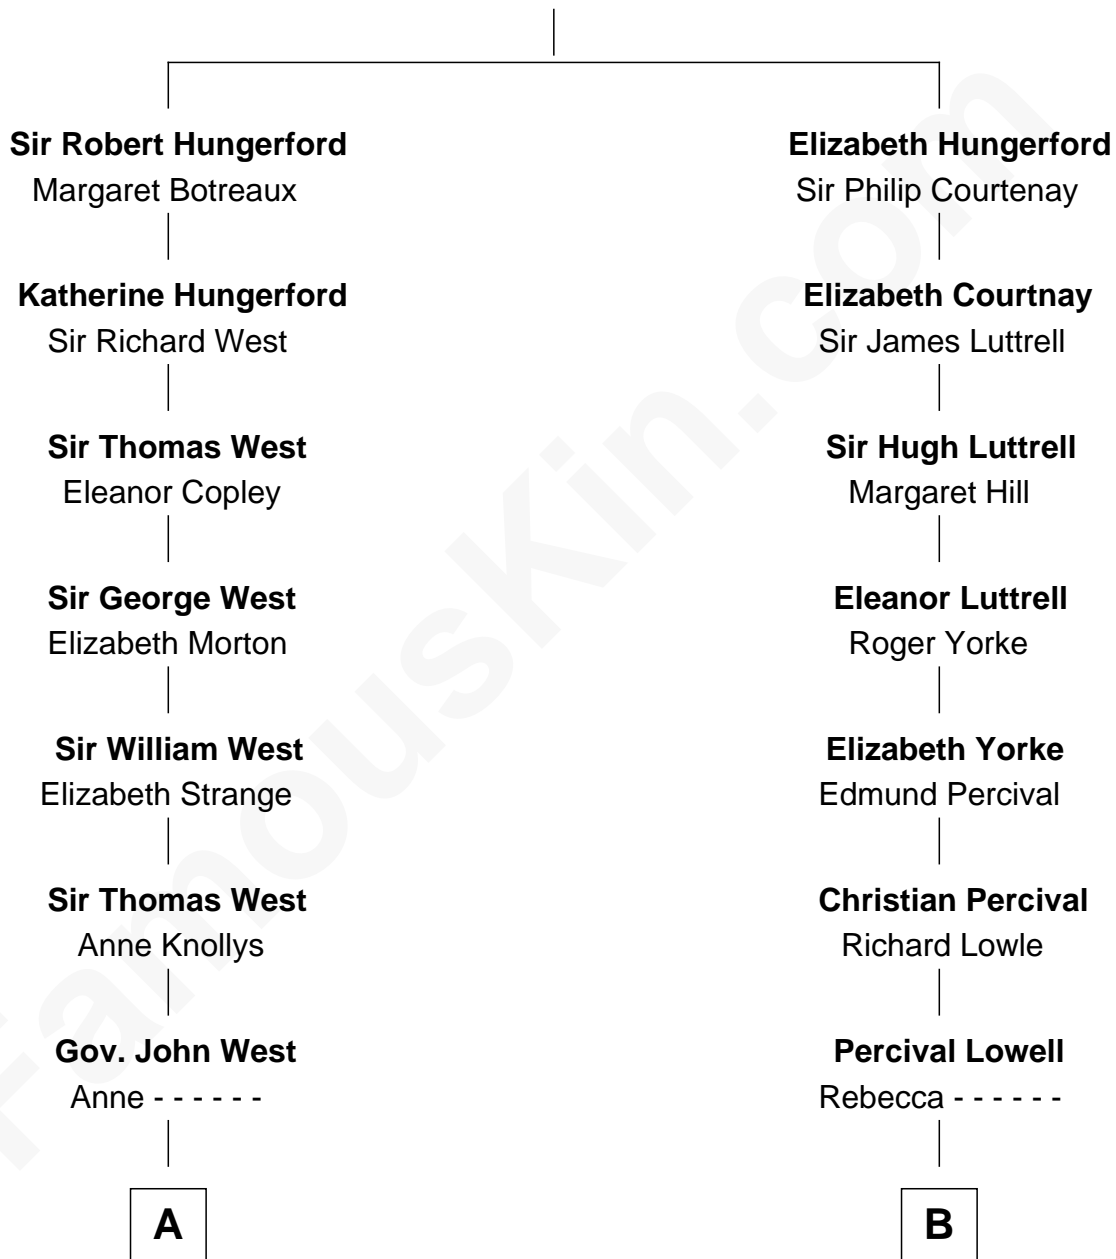 Sir Robert Hungerford
Margaret Botreaux
Katherine Hungerford
Sir Richard West
Sir Thomas West
Eleanor Copley
Sir George West
Elizabeth Morton
Sir William West
Elizabeth Strange
Sir Thomas West
Anne Knollys
Gov. John West
Anne - - - - - -
A
Elizabeth Hungerford
Sir Philip Courtenay
Elizabeth Courtnay
Sir James Luttrell
Sir Hugh Luttrell
Margaret Hill
Eleanor Luttrell
Roger Yorke
Elizabeth Yorke
Edmund Percival
Christian Percival
Richard Lowle
Percival Lowell
Rebecca - - - - - -
B
FamousKin.com